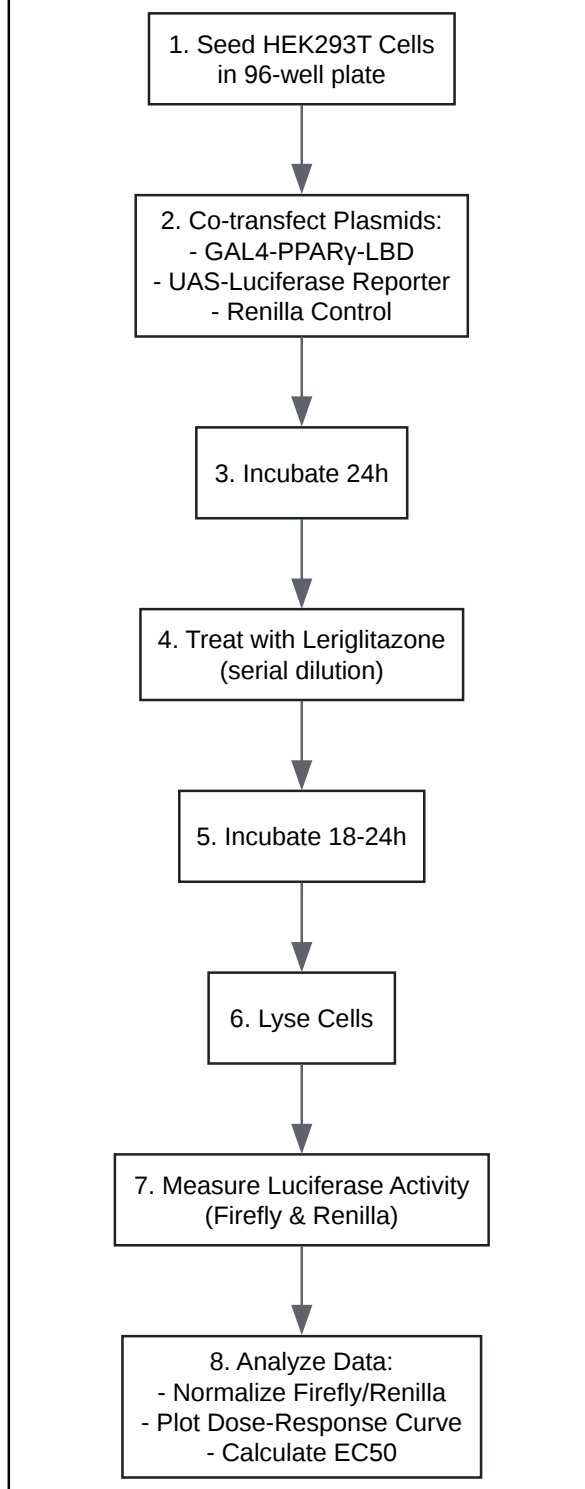 1. Seed HEK293T Cells
in 96-well plate
2. Co-transfect Plasmids:
- GAL4-PPARγ-LBD
- UAS-Luciferase Reporter
- Renilla Control
3. Incubate 24h
4. Treat with Leriglitazone
(serial dilution)
5. Incubate 18-24h
6. Lyse Cells
7. Measure Luciferase Activity
(Firefly & Renilla)
8. Analyze Data:
- Normalize Firefly/Renilla
- Plot Dose-Response Curve
- Calculate EC50